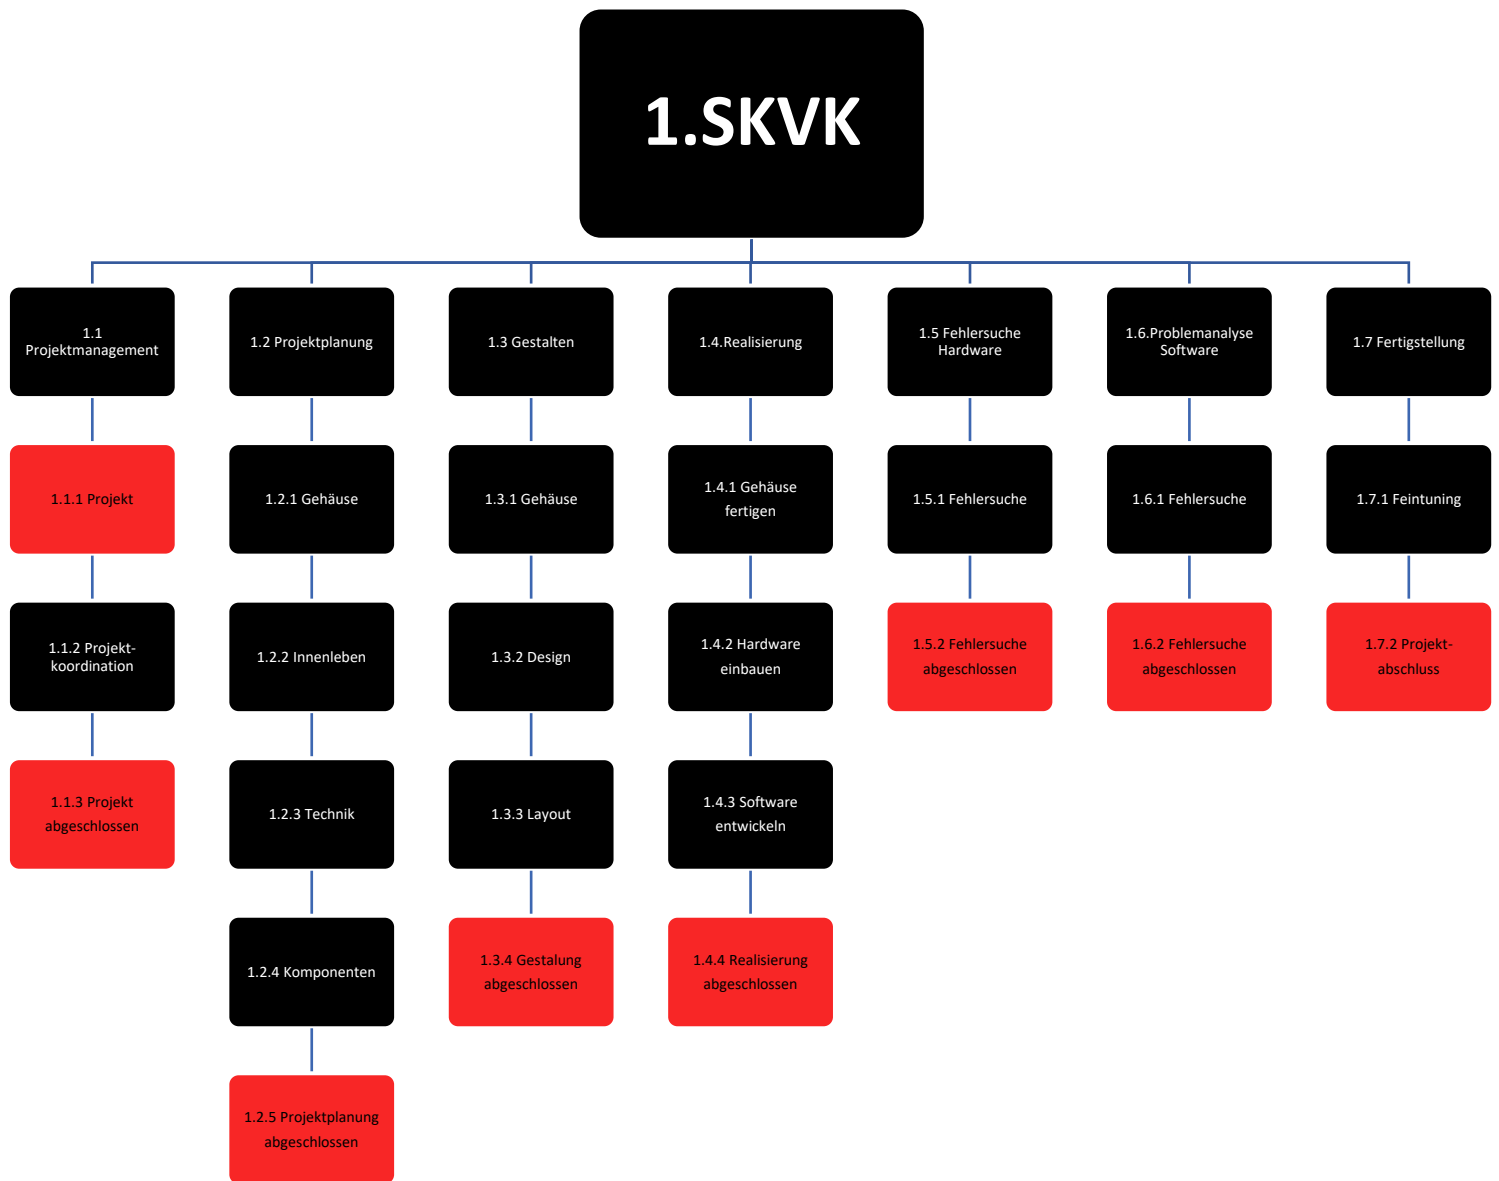 1.SKVK
1.1
Projektmanagement
1.2 Projektplanung
1.3 Gestalten
1.4.Realisierung
1.5 Fehlersuche
Hardware
1.6.Problemanalyse
Software
1.7 Fertigstellung
1.1.1 Projekt
1.2.1 Gehäuse
1.3.1 Gehäuse
1.4.1 Gehäuse
fertigen
1.5.1 Fehlersuche
1.6.1 Fehlersuche
1.7.1 Feintuning
1.1.2 Projekt-
koordination
1.2.2 Innenleben
1.3.2 Design
1.4.2 Hardware
einbauen
1.5.2 Fehlersuche
abgeschlossen
1.6.2 Fehlersuche
abgeschlossen
1.7.2 Projekt-
abschluss
1.1.3 Projekt
abgeschlossen
1.2.3 Technik
1.3.3 Layout
1.4.3 Software
entwickeln
1.2.4 Komponenten
1.3.4 Gestalung
abgeschlossen
1.4.4 Realisierung
abgeschlossen
1.2.5 Projektplanung
abgeschlossen